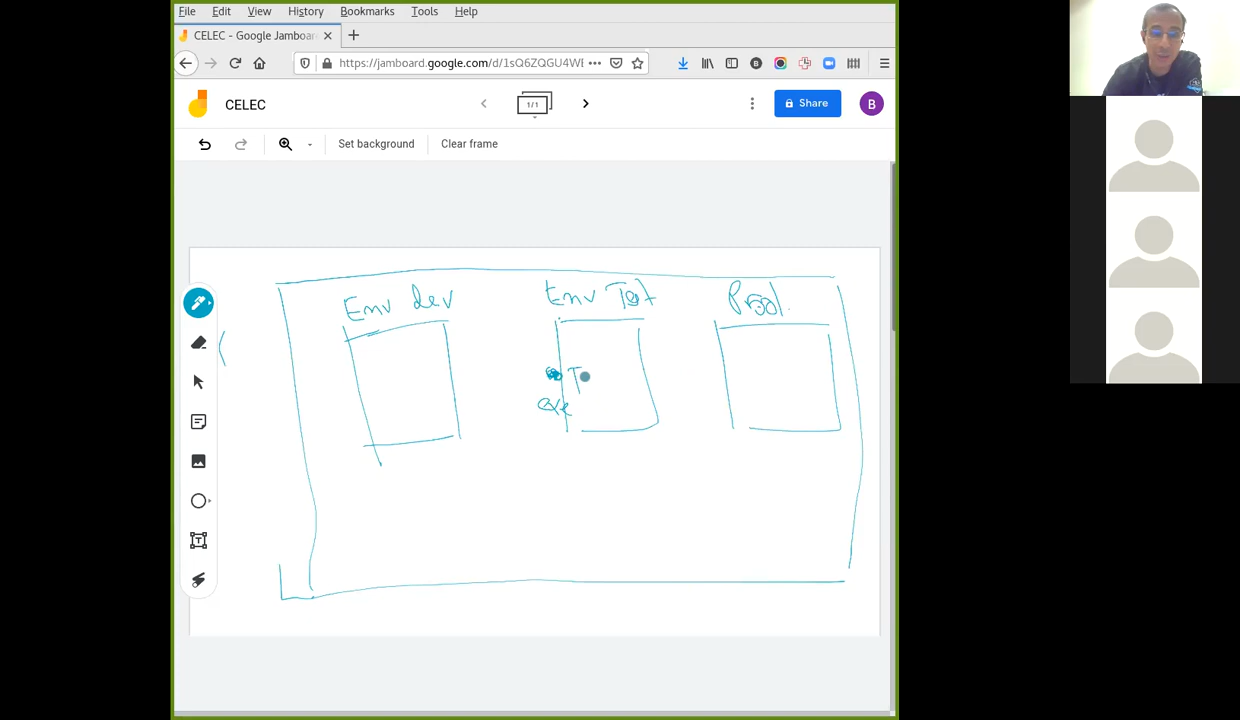 File Edit View History Bookmarks Tools Help
CELEC - Google Jamboar
https://jamboard.google.com/d/1sQ6ZQGU4WE
CELEC
1/1
Share
B
Set background
Clear frame
Env dev
Env Test
Prod.
T